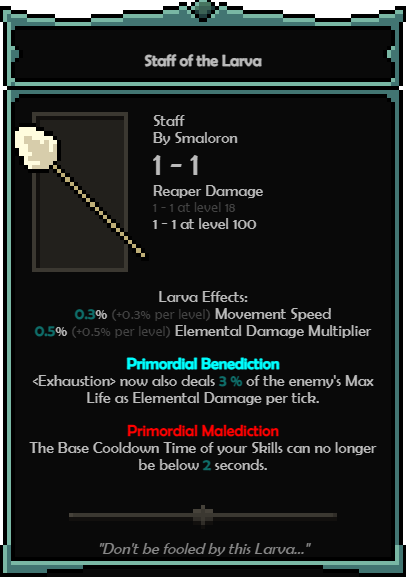 Staff of the Larva
Staff
By Smaloron
1 - 1
Reaper Damage
1 - 1 at level 18
1 - 1 at level 100
Larva Effects:
0.3% (+0.3% per level) Movement Speed
0.5% (+0.5% per level) Elemental Damage Multiplier
Primordial Benediction
<Exhaustion> now also deals 3 % of the enemy's Max
Life as Elemental Damage per tick.
Primordial Malediction
The Base Cooldown Time of your Skills can no longer
be below 2 seconds.
"Don't be fooled by this Larva..."